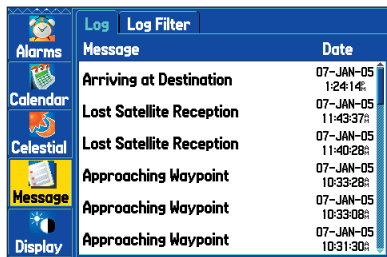 Log Log Filter
Message Date
Arriving at Destination 07-JAN-05
1:24:14
Lost Satellite Reception 07-JAN-05
11:43:37
Lost Satellite Reception 07-JAN-05
11:40:28
Approaching Waypoint 07-JAN-05
10:33:28
Approaching Waypoint 07-JAN-05
10:33:08
Approaching Waypoint 07-JAN-05
10:31:30
Alarms
Calendar
Celestial
Message
Display